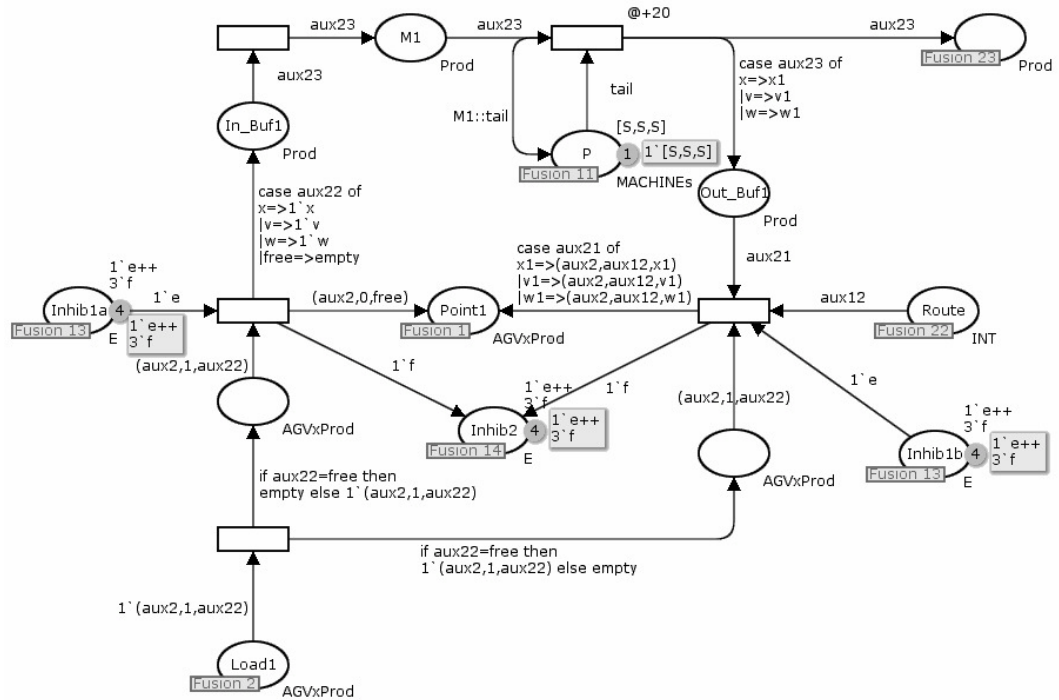 @+20
aux23
aux23
aux23
M1
Prod
Fusion 23
Prod
aux23
case aux23 of
x=>x1
|v=>v1
|w=>w1
tail
M1::tail
In_Buf1
Prod
[S,S,S]
P
1
1`[S,S,S]
Fusion 11
MACHINEs
Out_Buf1
Prod
case aux22 of
x=>1`x
|v=>1`v
|w=>1`w
|free=>empty
case aux21 of
x1=>(aux2,aux12,x1)
|v1=>(aux2,aux12,v1)
|w1=>(aux2,aux12,w1)
aux21
1`e++
3`f
Inhib1a
4
1`e
1`e++
3`f
Fusion 13
E
(aux2,0,free)
Point1
Fusion 1
AGVxProd
aux12
Route
Fusion 22
INT
(aux2,1,aux22)
1`f
1`f
1`e
AGVxProd
1`e++
3`f
Inhib2
4
1`e++
3`f
Fusion 14
E
(aux2,1,aux22)
AGVxProd
1`e++
3`f
Inhib1b
4
1`e++
3`f
Fusion 13
E
if aux22=free then
empty else 1`(aux2,1,aux22)
if aux22=free then
1`(aux2,1,aux22) else empty
1`(aux2,1,aux22)
Load1
Fusion 2
AGVxProd